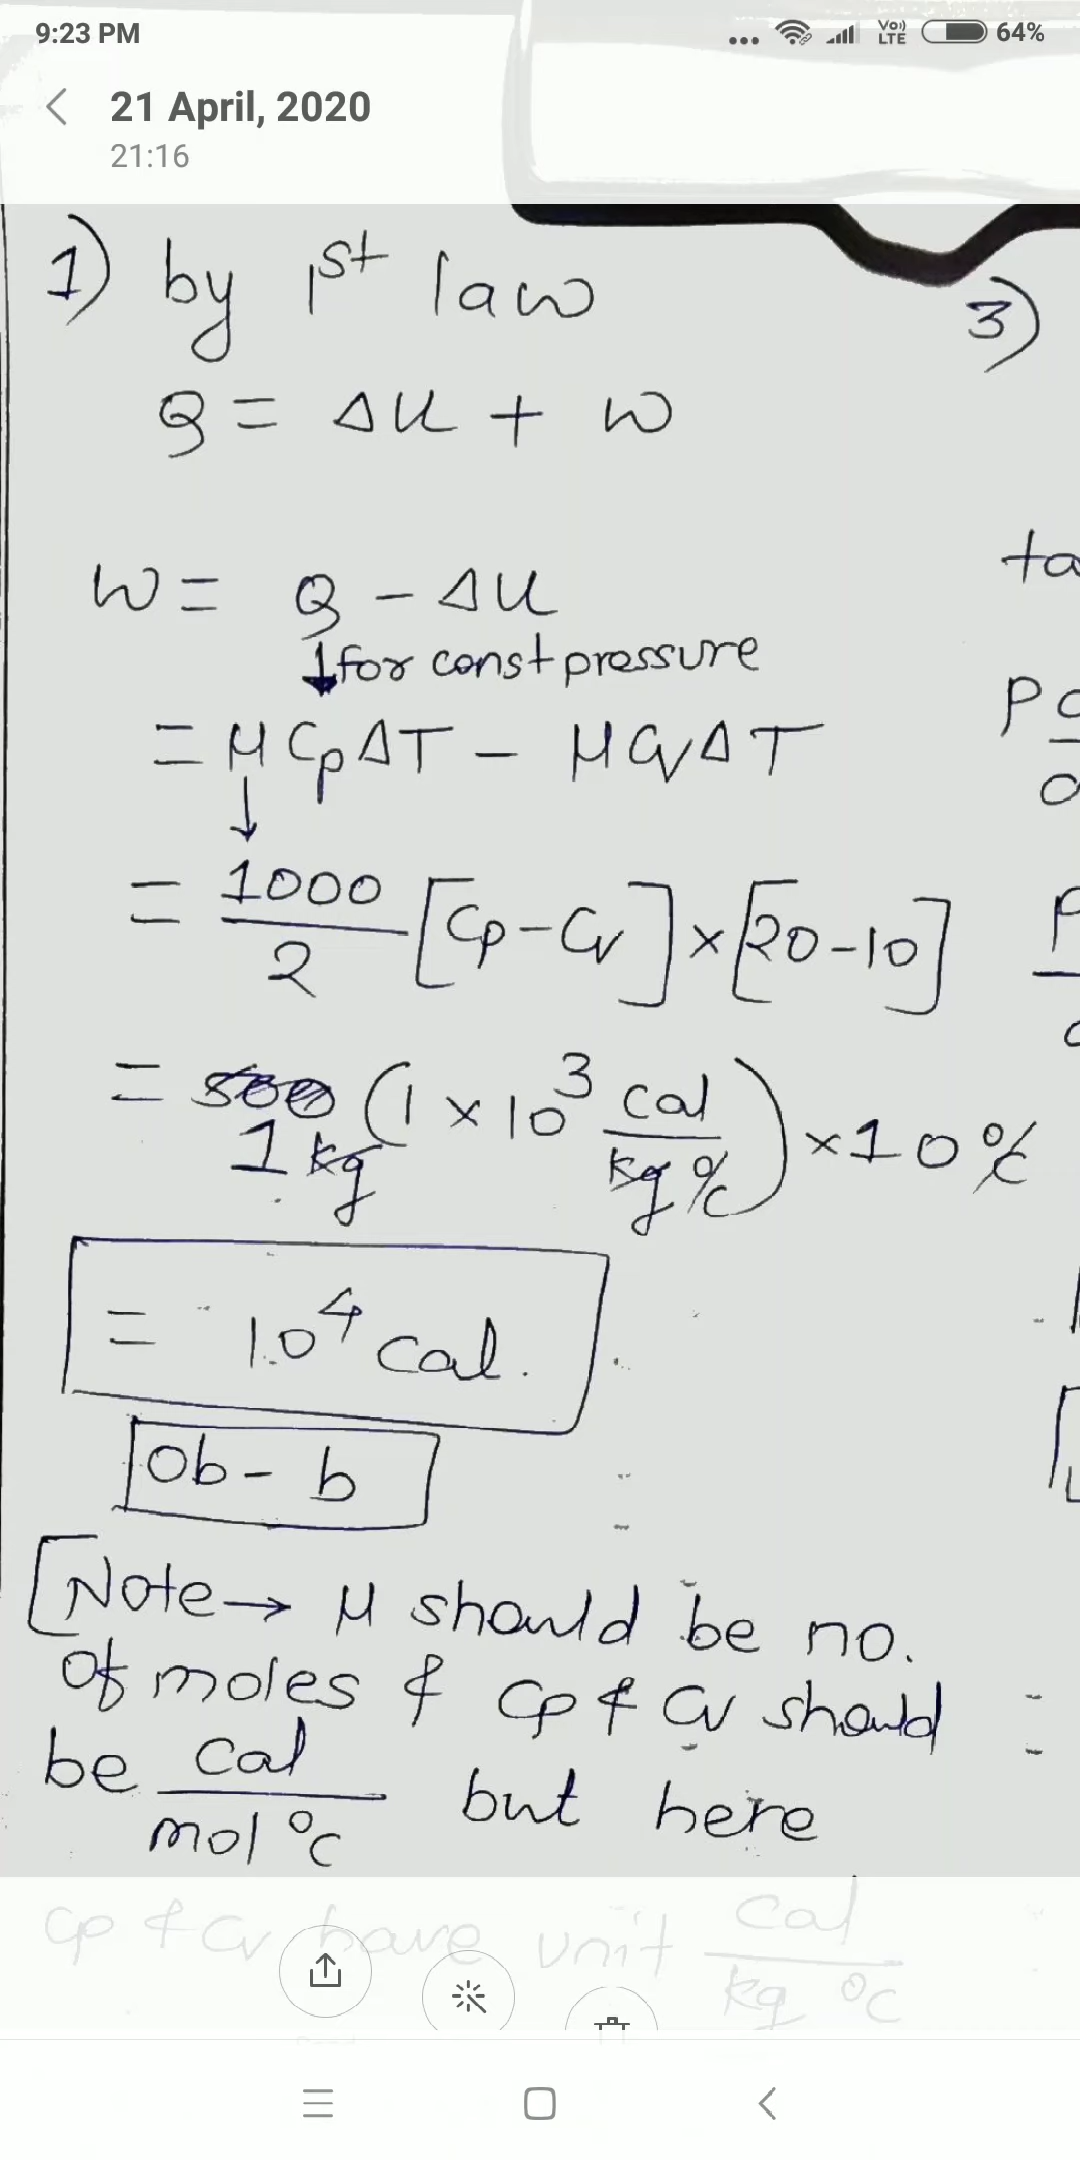 9:23 PM
... Vo)) LTE 64%
21 April, 2020
21:16
1) by 1st law
Q = ΔU + W
W = Q - ΔU
↓ for const pressure
= μ Cp ΔT - μ Cv ΔT
↓
= 1000/2 [Cp - Cv] × [20-10]
= 1 kg (1 × 10³ cal/kg °C) × 10 °C
= 10⁴ cal.
Ob - b
[Note → μ should be no.
of moles & Cp & Cv should
be cal/mol °C but here
Cp & Cv have unit cal/kg °C
3)
ta
P